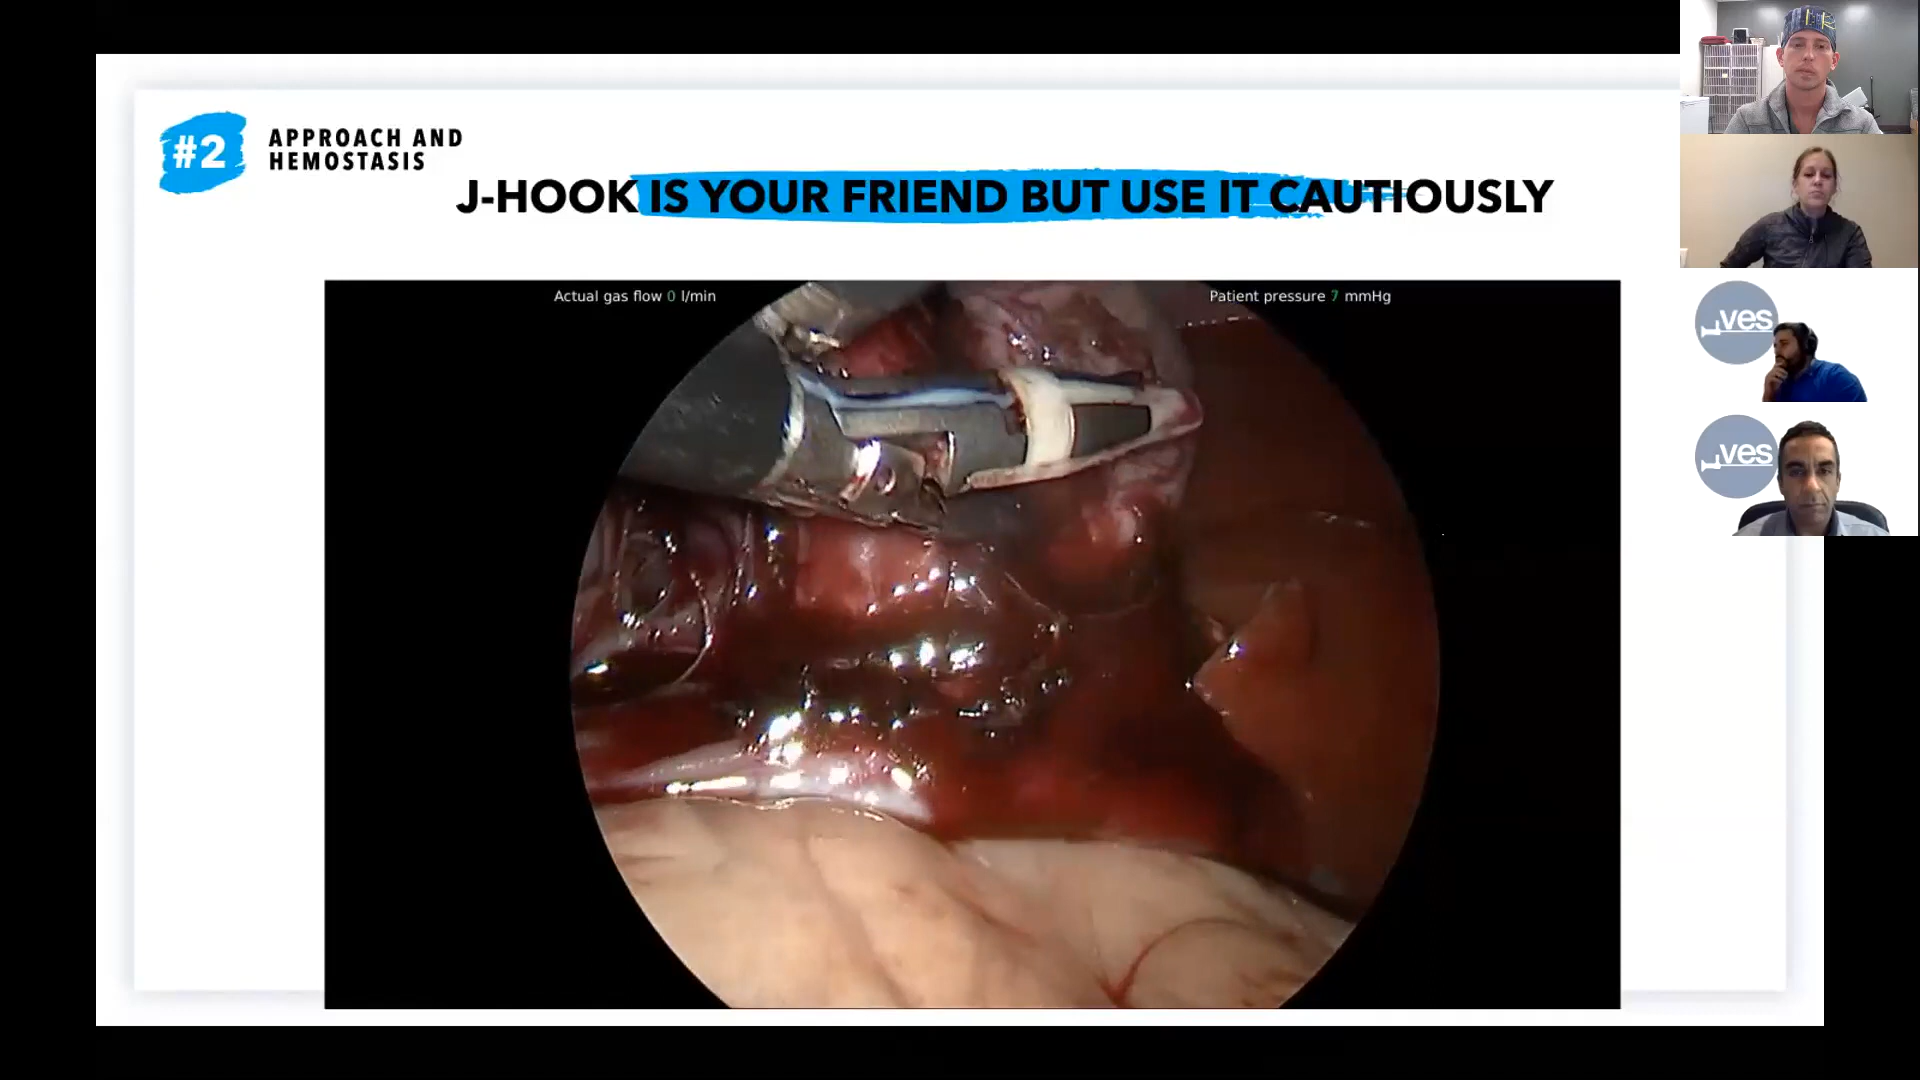 #2
APPROACH AND
HEMOSTASIS
J-HOOK IS YOUR FRIEND BUT USE IT CAUTIOUSLY
Actual gas flow 0 l/min
Patient pressure 7 mmHg
ves
ves